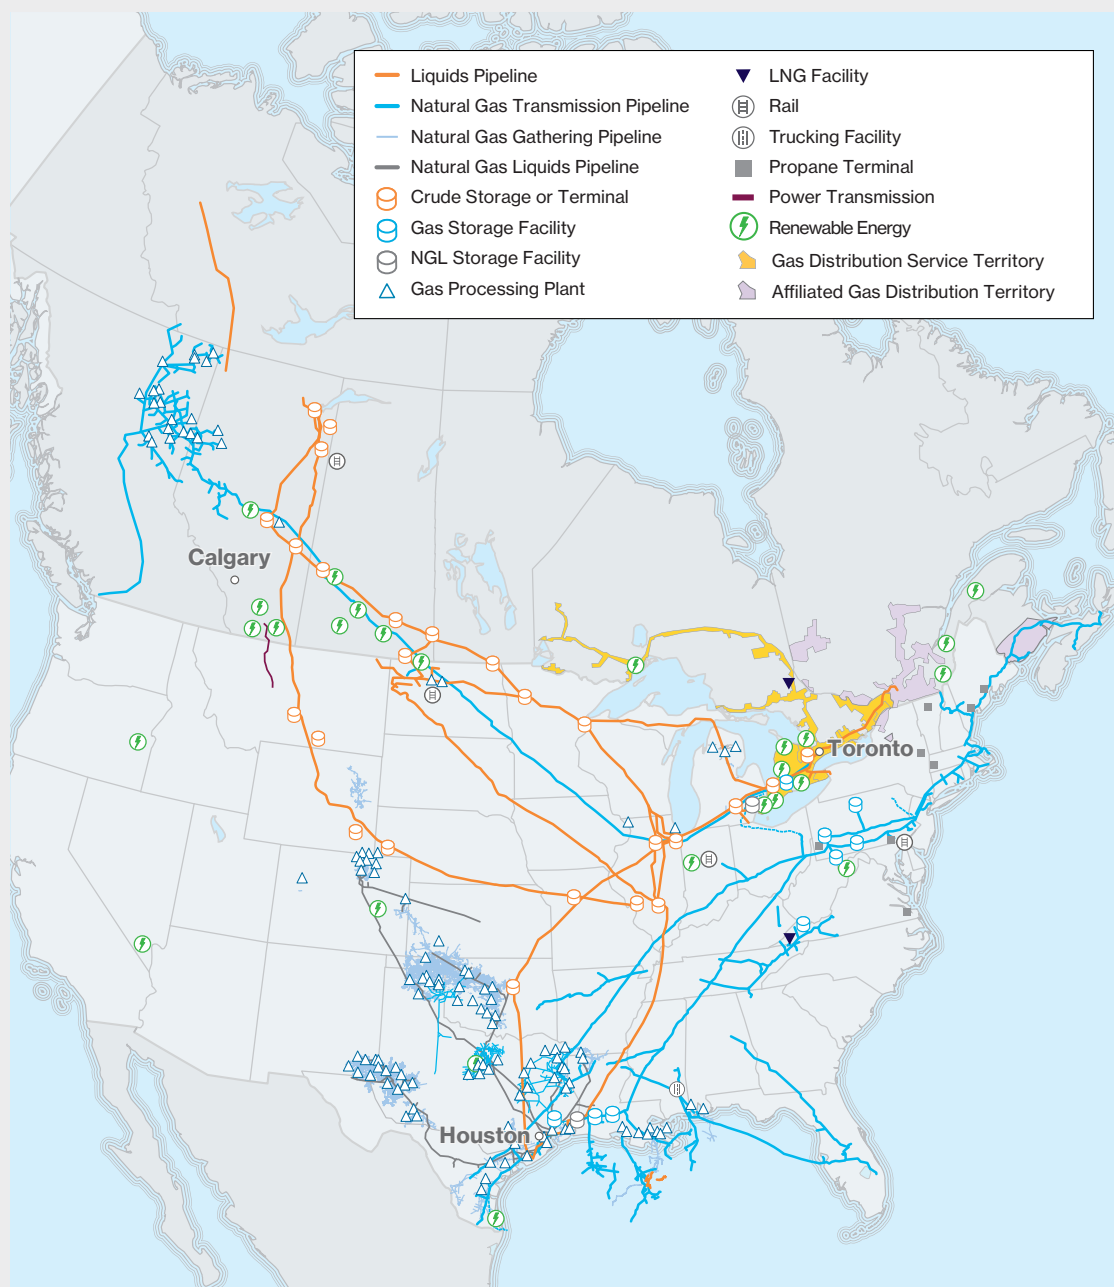 Liquids Pipeline
Natural Gas Transmission Pipeline
Natural Gas Gathering Pipeline
Natural Gas Liquids Pipeline
Crude Storage or Terminal
Gas Storage Facility
NGL Storage Facility
Gas Processing Plant
LNG Facility
Rail
Trucking Facility
Propane Terminal
Power Transmission
Renewable Energy
Gas Distribution Service Territory
Affiliated Gas Distribution Territory
Calgary
Toronto
Houston